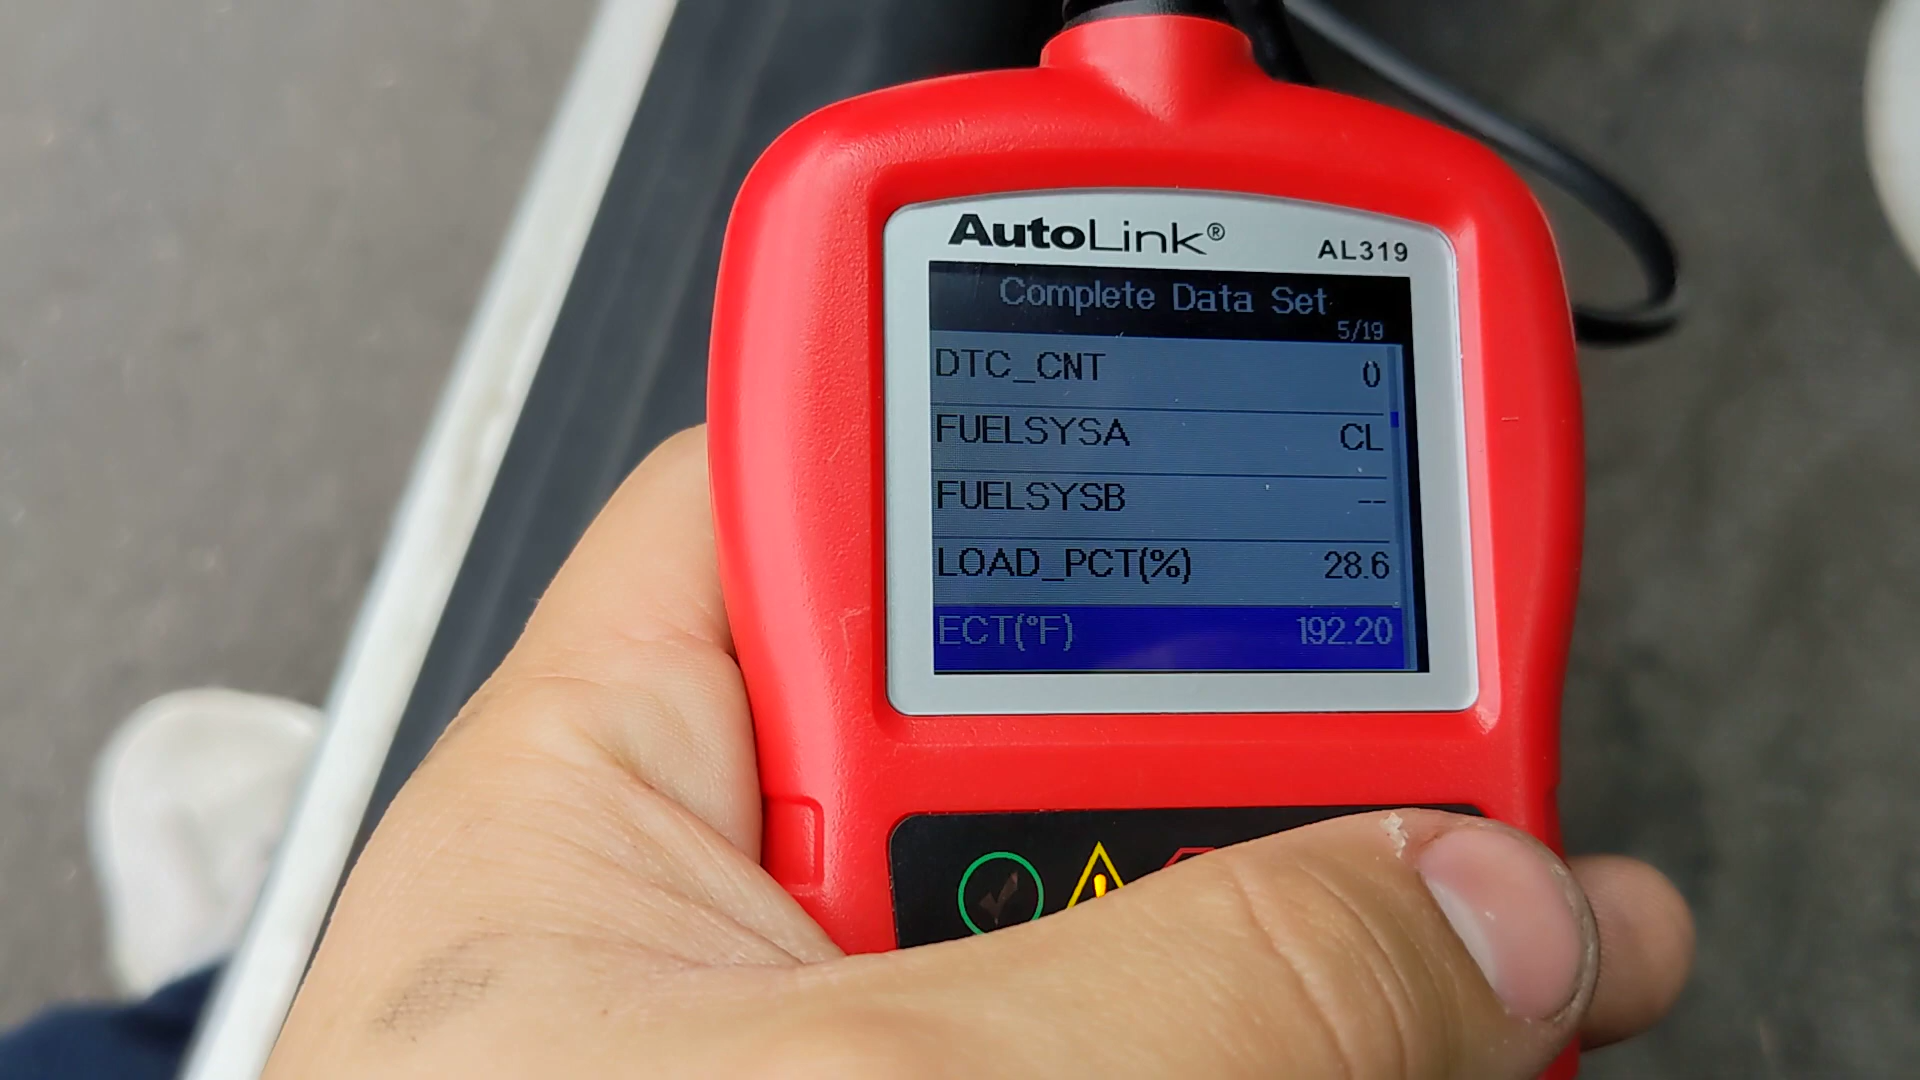 AutoLink®
AL319
Complete Data Set
5/19
DTC_CNT 0
FUELSYSA CL
FUELSYSB --
LOAD_PCT(%) 28.6
ECT(°F) 192.20